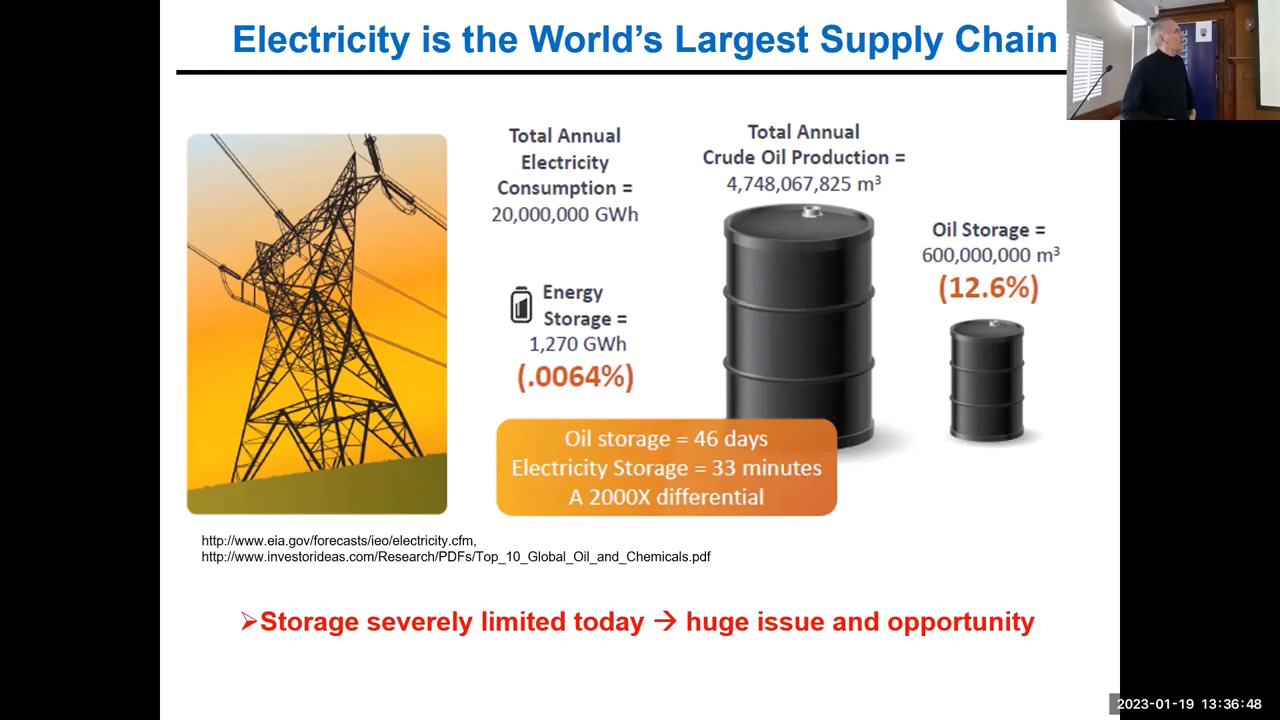 Electricity is the World's Largest Supply Chain
Total Annual
Electricity
Consumption =
20,000,000 GWh
Energy
Storage =
1,270 GWh
(.0064%)
Total Annual
Crude Oil Production =
4,748,067,825 m³
Oil Storage =
600,000,000 m³
(12.6%)
Oil storage = 46 days
Electricity Storage = 33 minutes
A 2000X differential
http://www.eia.gov/forecasts/ieo/electricity.cfm,
http://www.investorideas.com/Research/PDFs/Top_10_Global_Oil_and_Chemicals.pdf
➢Storage severely limited today → huge issue and opportunity
2023-01-19 13:36:48